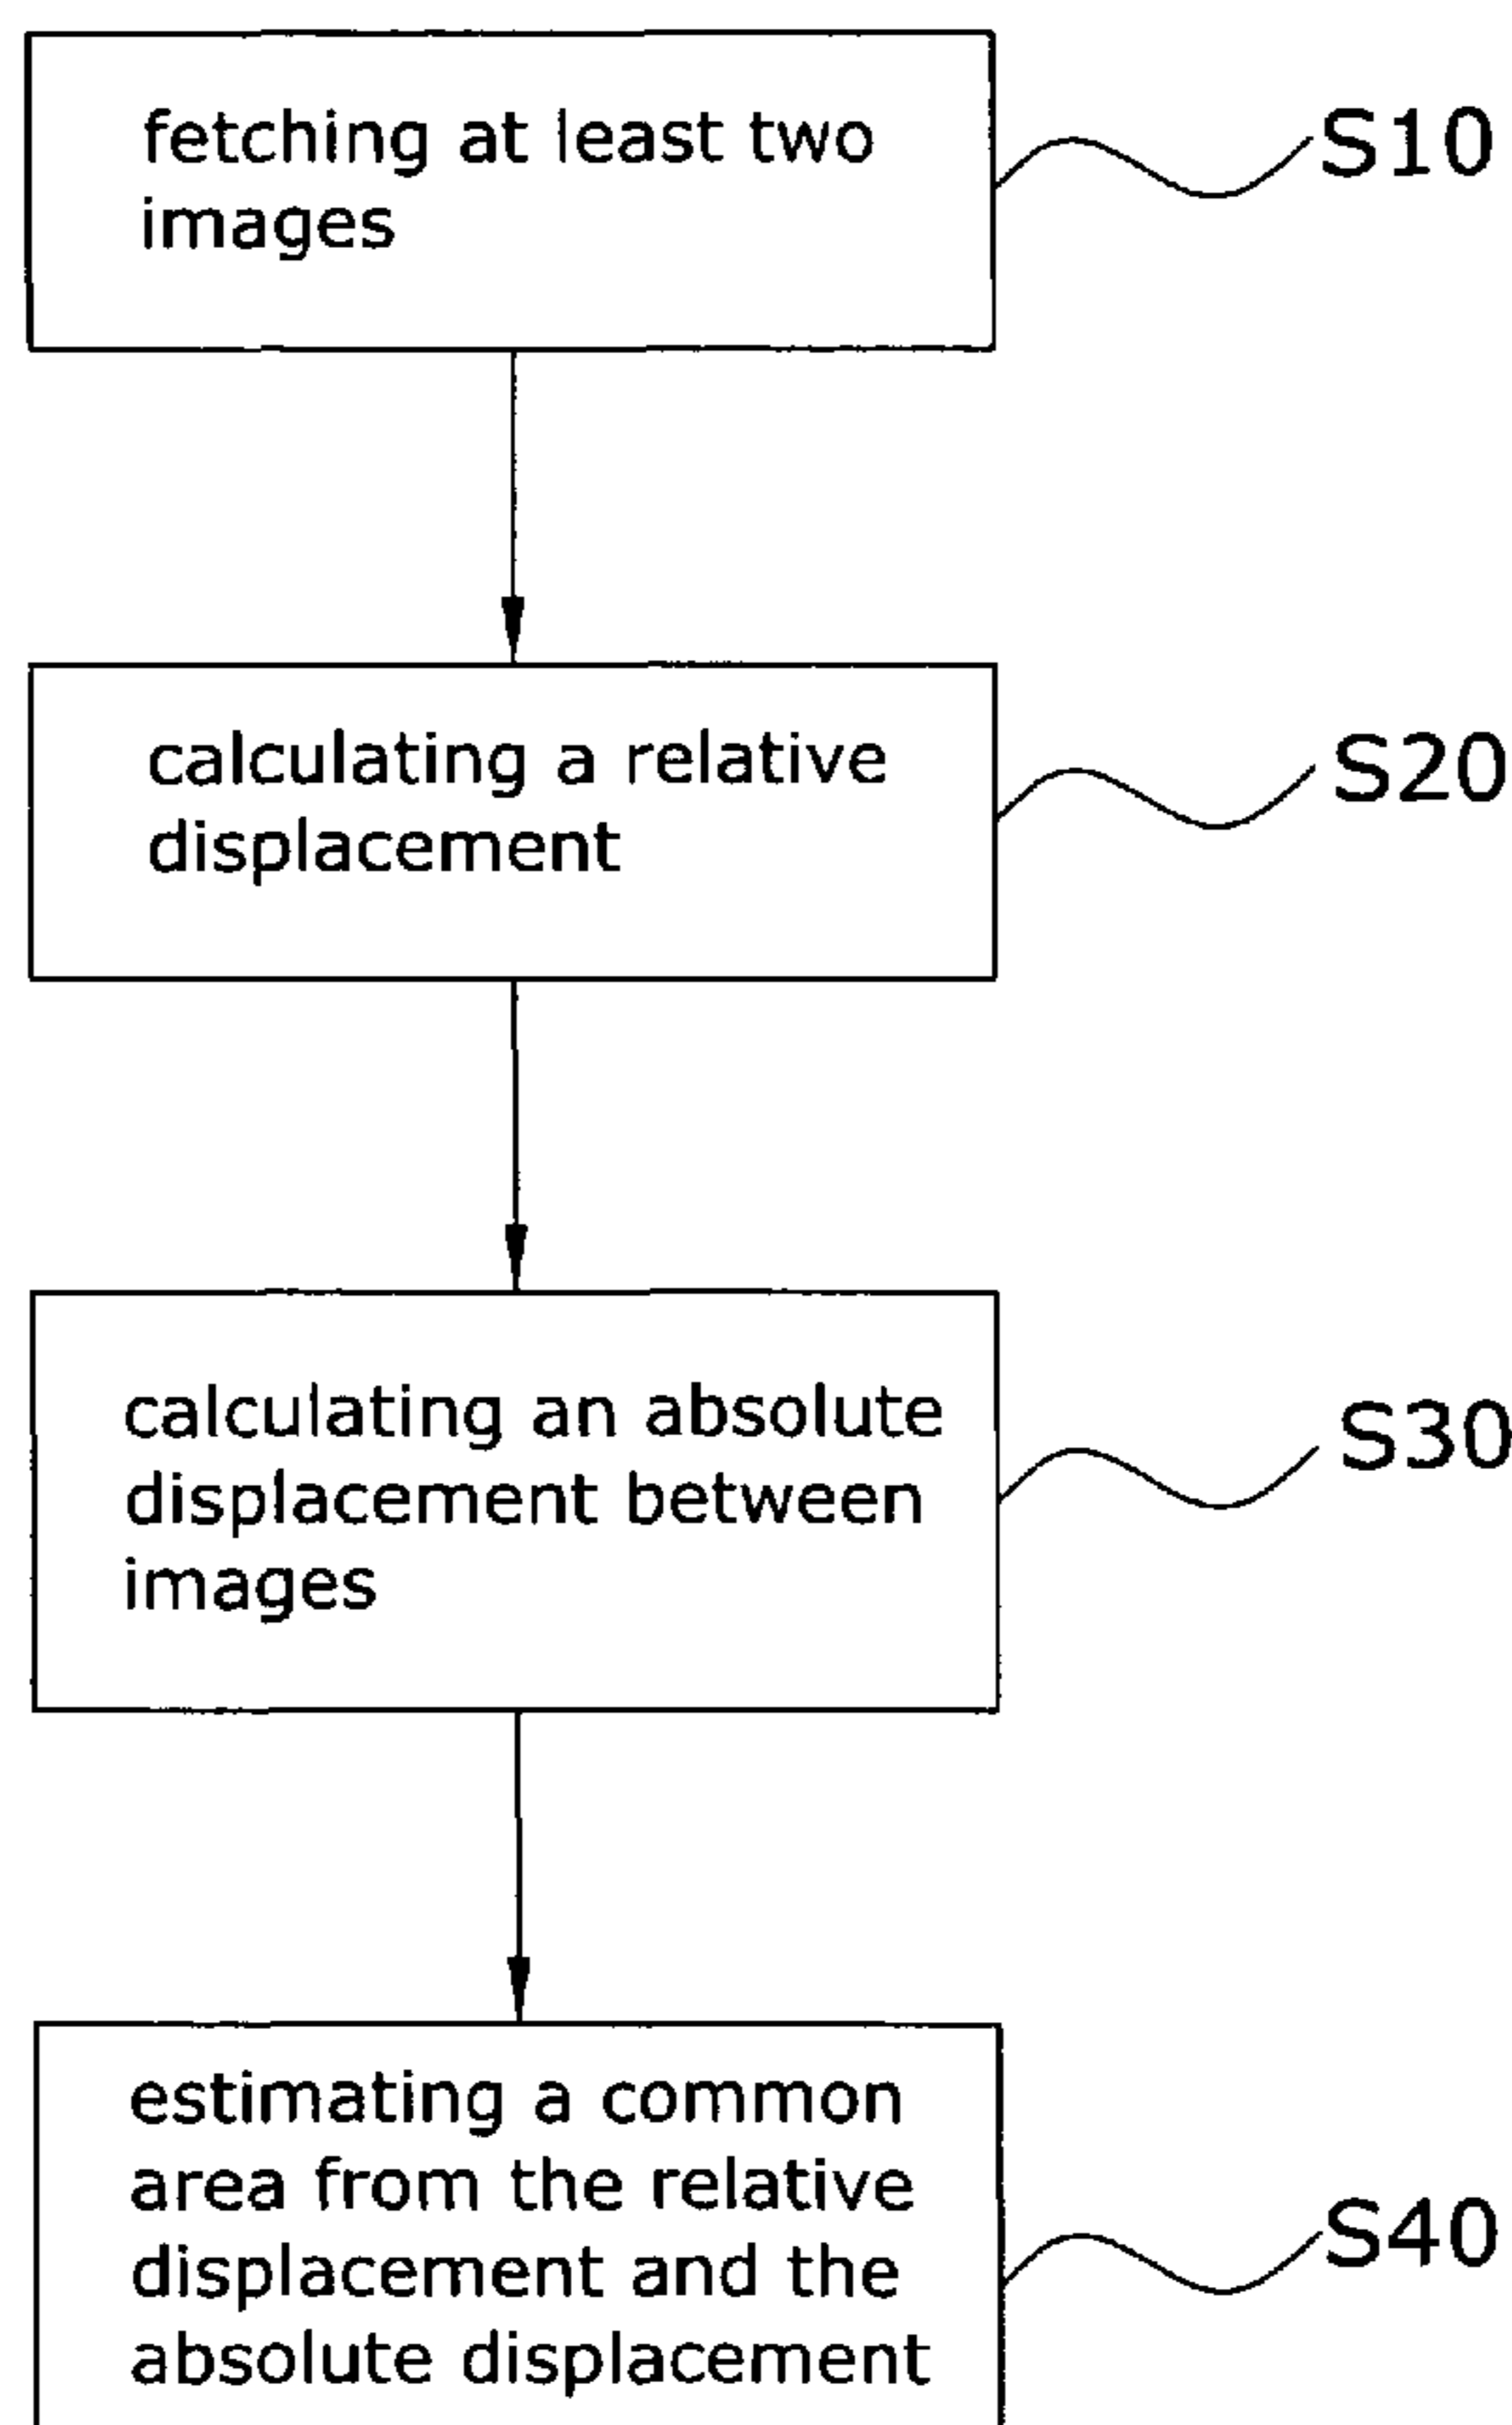 fetching at least two
images
S10
calculating a relative
displacement
S20
calculating an absolute
displacement between
images
S30
estimating a common
area from the relative
displacement and the
absolute displacement
S40